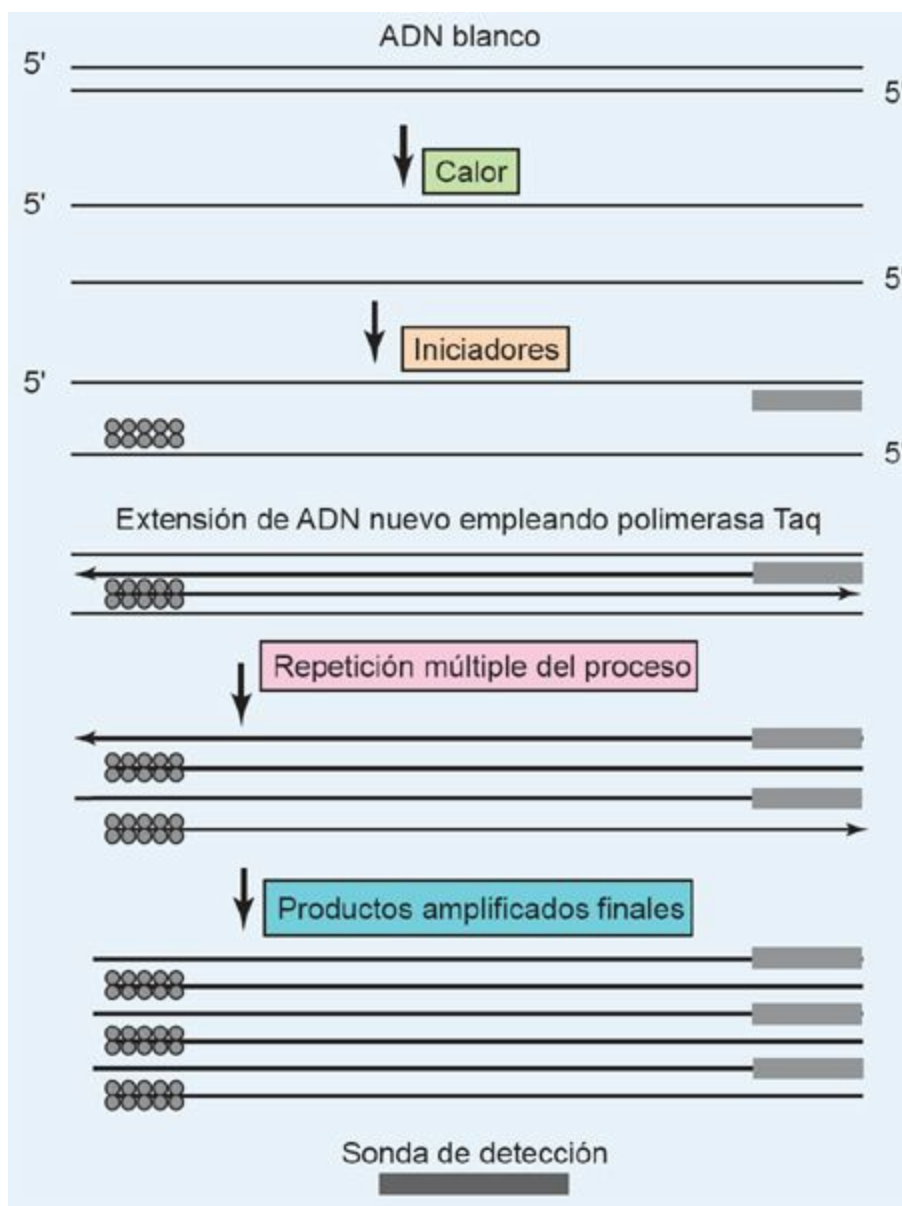 ADN blanco
5'
5'
Calor
5'
5'
Iniciadores
5'
5'
Extensión de ADN nuevo empleando polimerasa Taq
Repetición múltiple del proceso
Productos amplificados finales
Sonda de detección